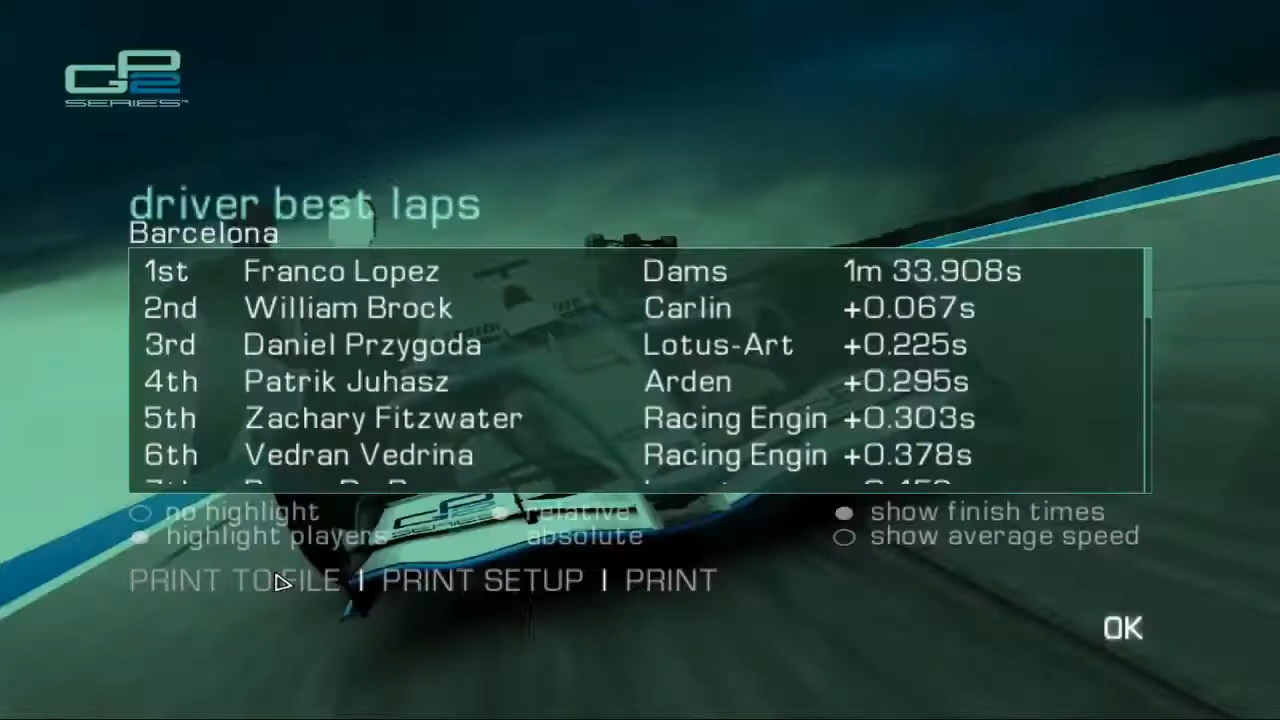 GP2
SERIES™
driver best laps
Barcelona
1st Franco Lopez Dams 1m 33.908s
2nd William Brock Carlin +0.067s
3rd Daniel Przygoda Lotus-Art +0.225s
4th Patrik Juhasz Arden +0.295s
5th Zachary Fitzwater Racing Engin +0.303s
6th Vedran Vedrina Racing Engin +0.378s
no highlight relative show finish times
highlight players absolute show average speed
PRINT TO FILE | PRINT SETUP | PRINT
OK